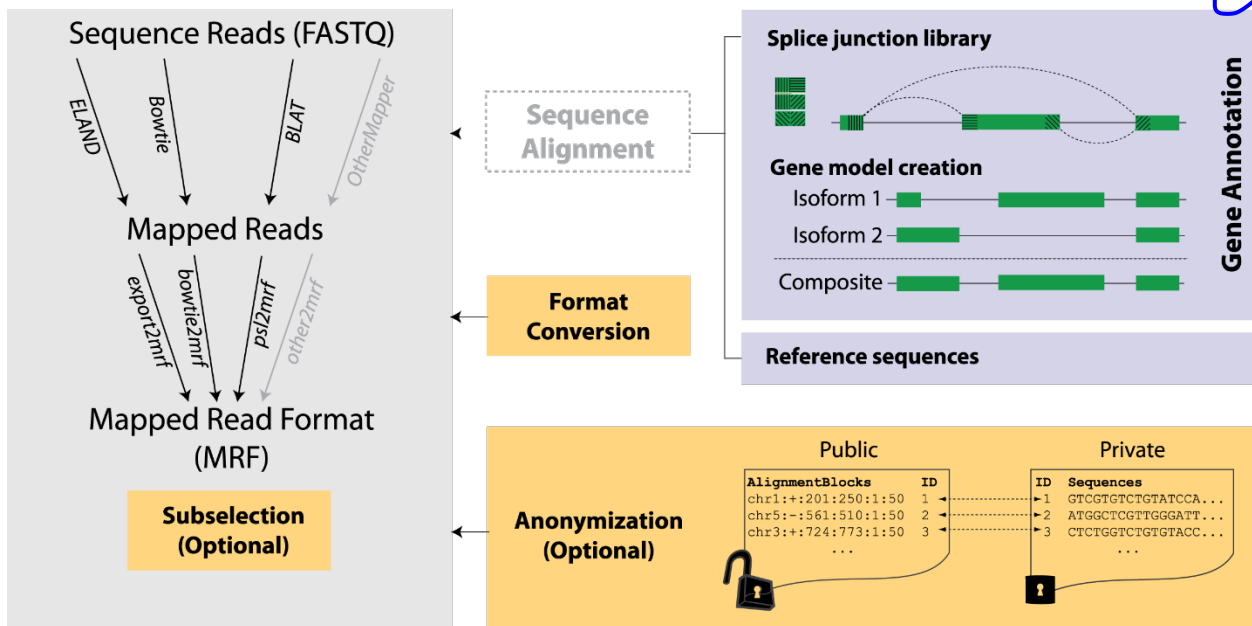 Sequence Reads (FASTQ)
ELAND
Bowtie
BLAT
OtherMapper
Mapped Reads
export2mrf
bowtie2mrf
psl2mrf
other2mrf
Mapped Read Format
(MRF)
Subselection
(Optional)
Sequence
Alignment
Format
Conversion
Splice junction library
Gene model creation
Isoform 1
Isoform 2
Composite
Gene Annotation
Reference sequences
Anonymization
(Optional)
Public
AlignmentBlocks ID
chr1:+:201:250:1:50 1
chr5:-:561:510:1:50 2
chr3:+:724:773:1:50 3
...
Private
ID Sequences
1 GTCGTGTCTGTATCCA...
2 ATGGCTCGTTGGGATT...
3 CTCTGGTCTGTGTACC...
...